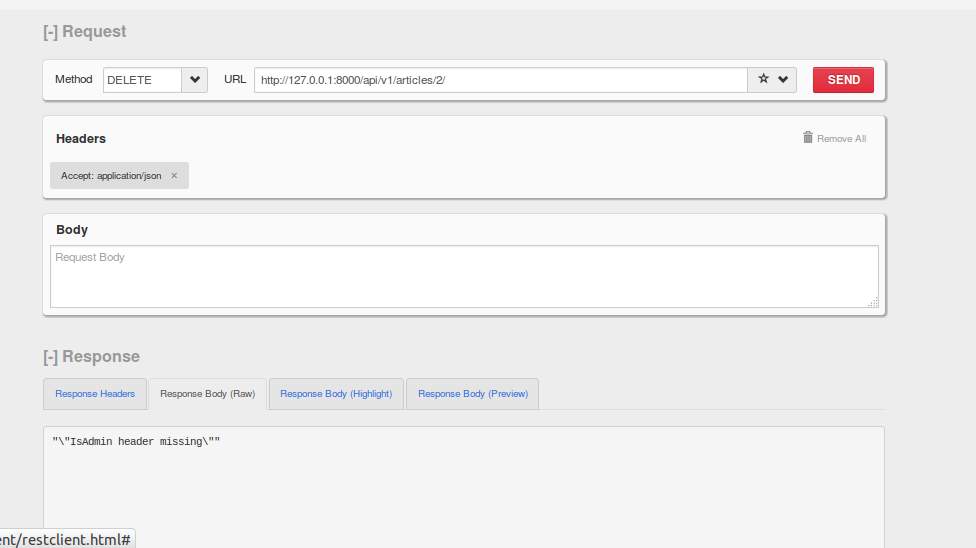 [-] Request
Method DELETE URL http://127.0.0.1:8000/api/v1/articles/2/ SEND
Headers Remove All
Accept: application/json ×
Body
Request Body
[-] Response
Response Headers Response Body (Raw) Response Body (Highlight) Response Body (Preview)
"\"IsAdmin header missing\""
ent/restclient.html#